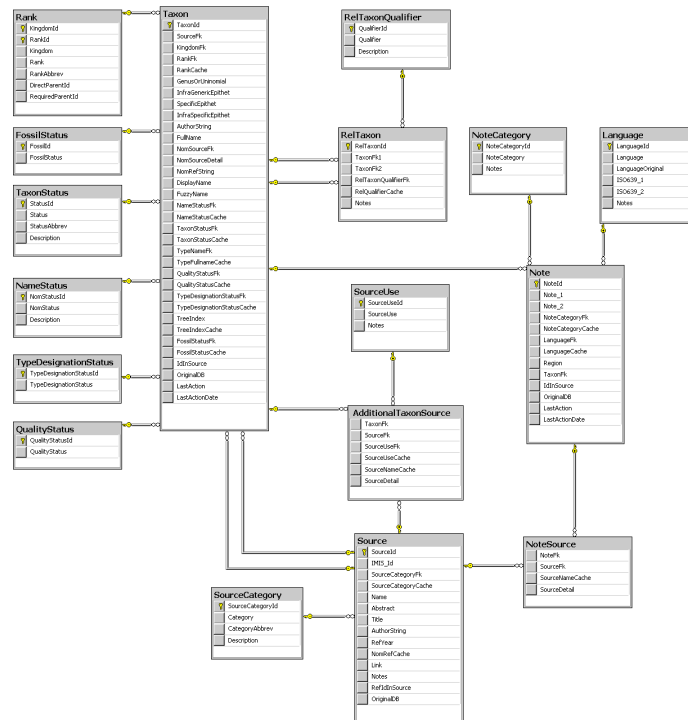 Rank
KingdomId
RankId
Kingdom
Rank
RankAbbrev
DirectParentId
RequiredParentId
FossilStatus
FossilId
FossilStatus
TaxonStatus
StatusId
Status
StatusAbbrev
Description
NameStatus
NomStatusId
NomStatus
Description
TypeDesignationStatus
TypeDesignationStatusId
TypeDesignationStatus
QualityStatus
QualityStatusId
QualityStatus
Taxon
TaxonId
SourceFk
KingdomFk
RankFk
RankCache
GenusOrUninomial
InfraGenericEpithet
SpecificEpithet
InfraSpecificEpithet
AuthorString
FullName
NomSourceFk
NomSourceDetail
NomRefString
DisplayName
FuzzyName
NameStatusFk
NameStatusCache
TaxonStatusFk
TaxonStatusCache
TypeNameFk
TypeFullnameCache
QualityStatusFk
QualityStatusCache
TypeDesignationStatusFk
TypeDesignationStatusCache
TreeIndex
TreeIndexCache
FossilStatusFk
FossilStatusCache
IdInSource
OriginalDB
LastAction
LastActionDate
RelTaxonQualifier
QualifierId
Qualifier
Description
RelTaxon
RelTaxonId
TaxonFk1
TaxonFk2
RelTaxonQualifierFk
RelQualifierCache
Notes
NoteCategory
NoteCategoryId
NoteCategory
Notes
Language
LanguageId
Language
LanguageOriginal
ISO639_1
ISO639_2
Notes
Note
NoteId
Note_1
Note_2
NoteCategoryFk
NoteCategoryCache
LanguageFk
LanguageCache
Region
TaxonFk
IdInSource
OriginalDB
LastAction
LastActionDate
SourceUse
SourceUseId
SourceUse
Notes
AdditionalTaxonSource
TaxonFk
SourceFk
SourceUseFk
SourceUseCache
SourceNameCache
SourceDetail
Source
SourceId
IMIS_Id
SourceCategoryFk
SourceCategoryCache
Name
Abstract
Title
AuthorString
RefYear
NomRefCache
Link
Notes
RefIdInSource
OriginalDB
NoteSource
NoteFk
SourceFk
SourceNameCache
SourceDetail
SourceCategory
SourceCategoryId
Category
CategoryAbbrev
Description